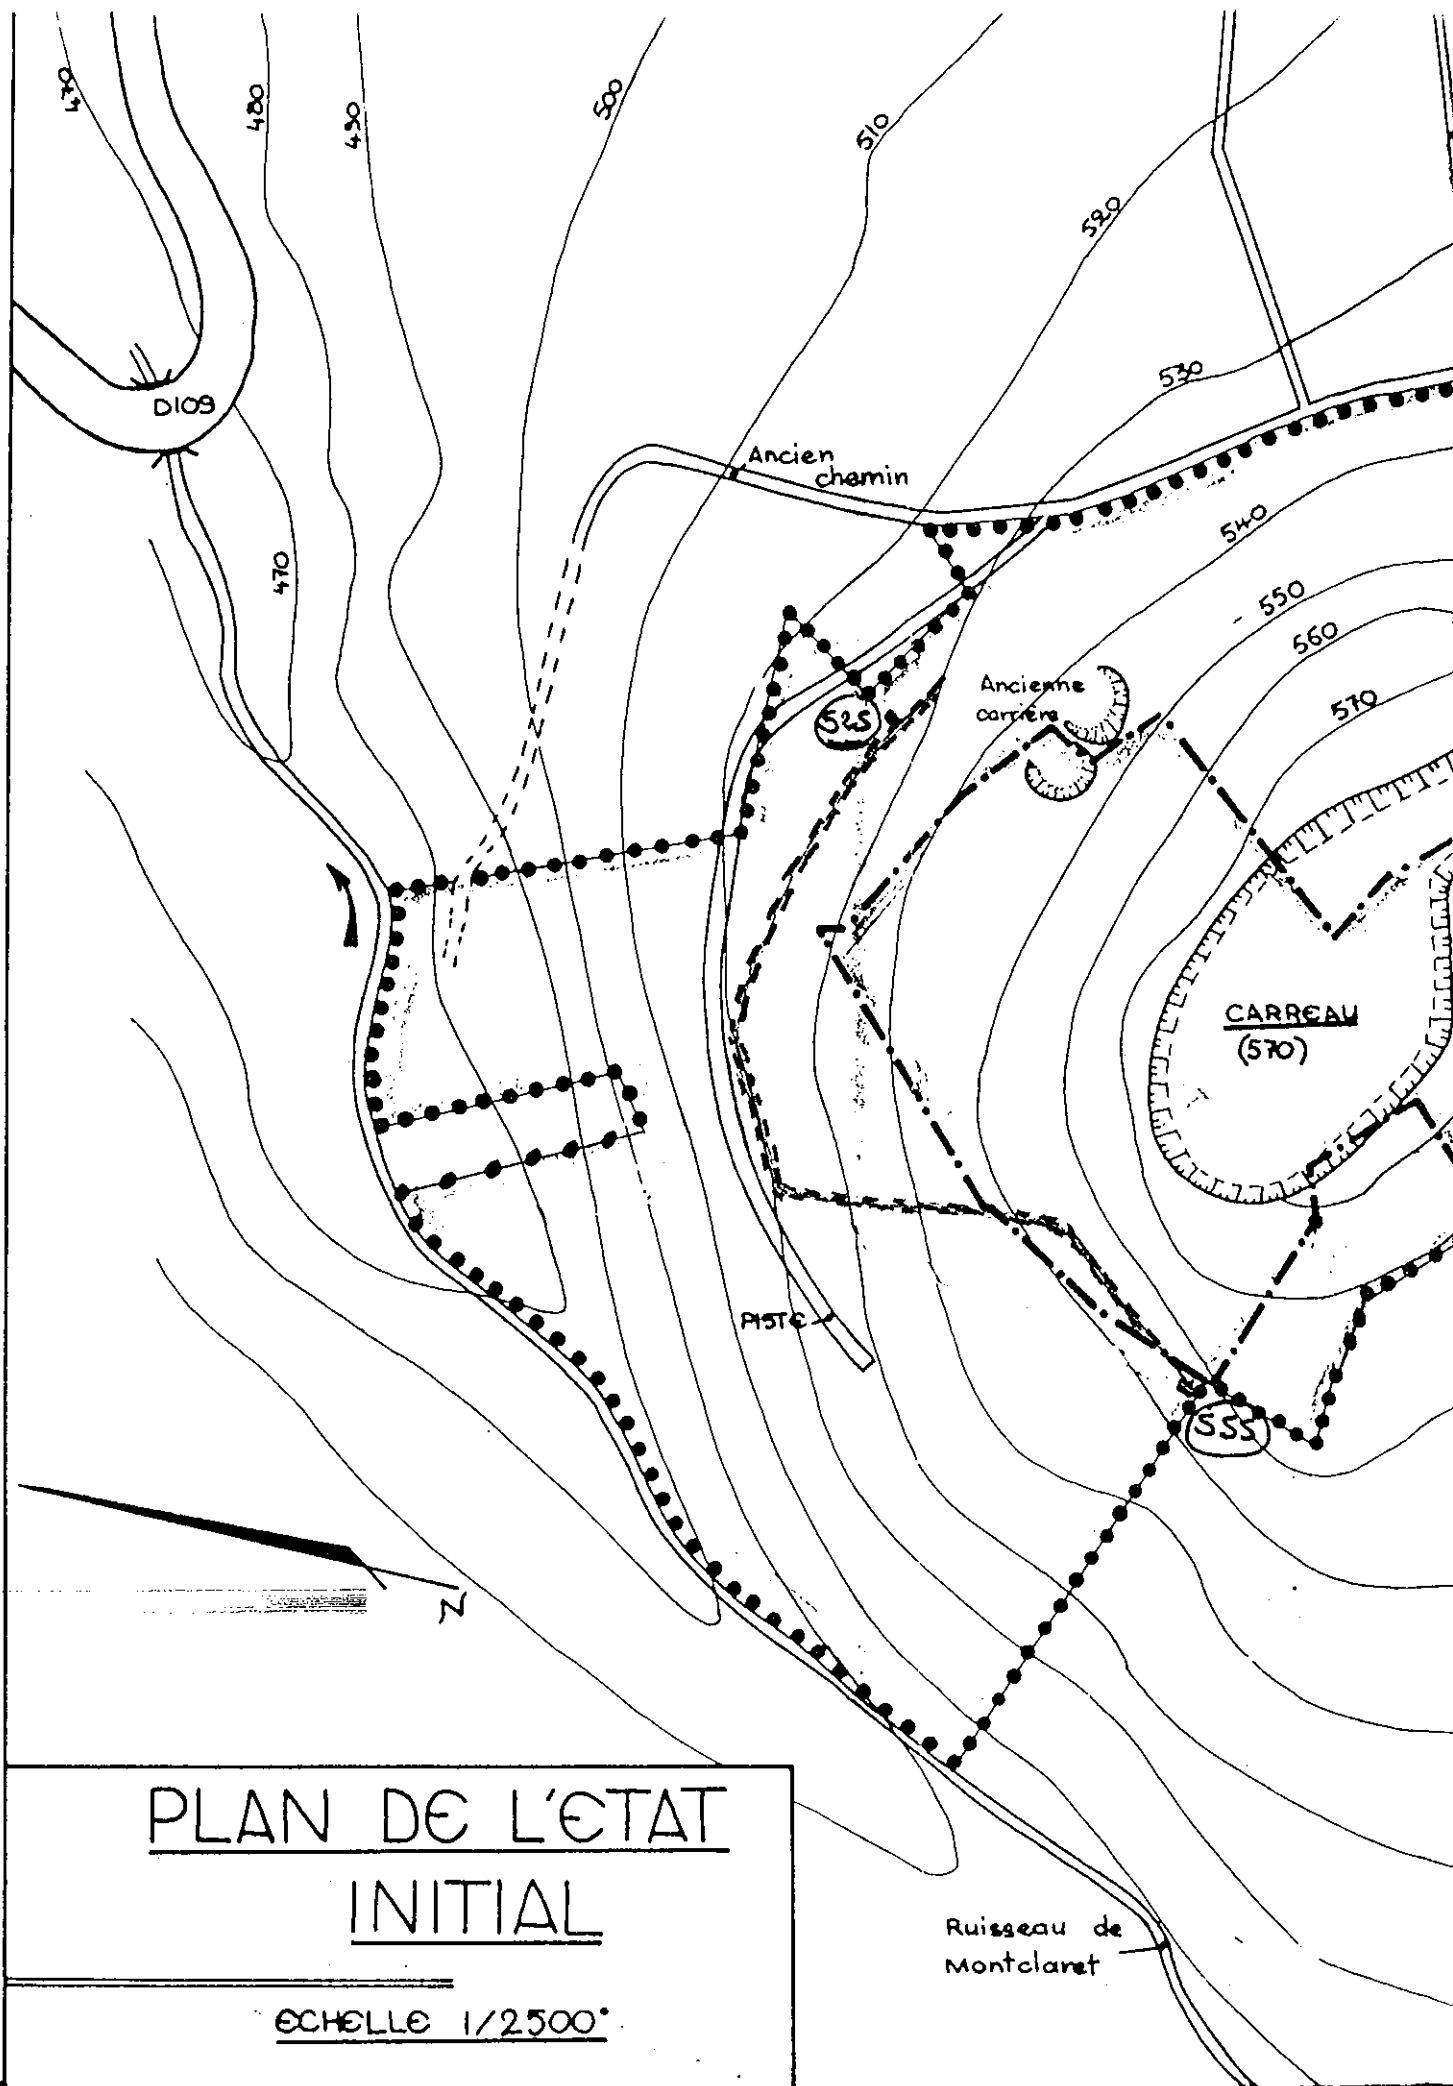 470
480
490
500
510
520
530
D109
Ancien
chemin
540
470
550
560
570
Ancienne
carrière
525
CARREAU
(570)
PISTE
555
N
PLAN DE L'ETAT
INITIAL
ECHELLE 1/2500°
Ruisseau de
Montclaret